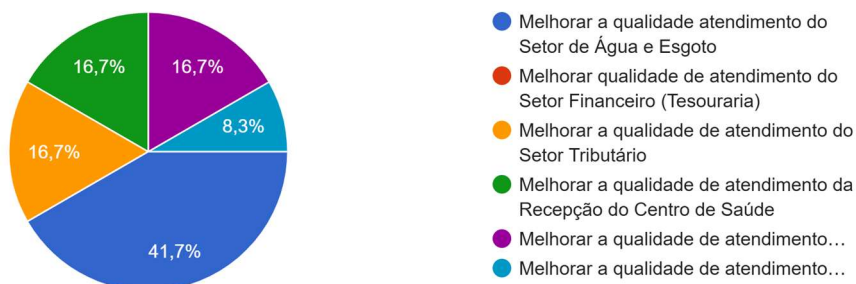 16,7%
16,7%
8,3%
16,7%
41,7%
Melhorar a qualidade atendimento do
Setor de Água e Esgoto
Melhorar qualidade de atendimento do
Setor Financeiro (Tesouraria)
Melhorar a qualidade de atendimento do
Setor Tributário
Melhorar a qualidade de atendimento da
Recepção do Centro de Saúde
Melhorar a qualidade de atendimento…
Melhorar a qualidade de atendimento…